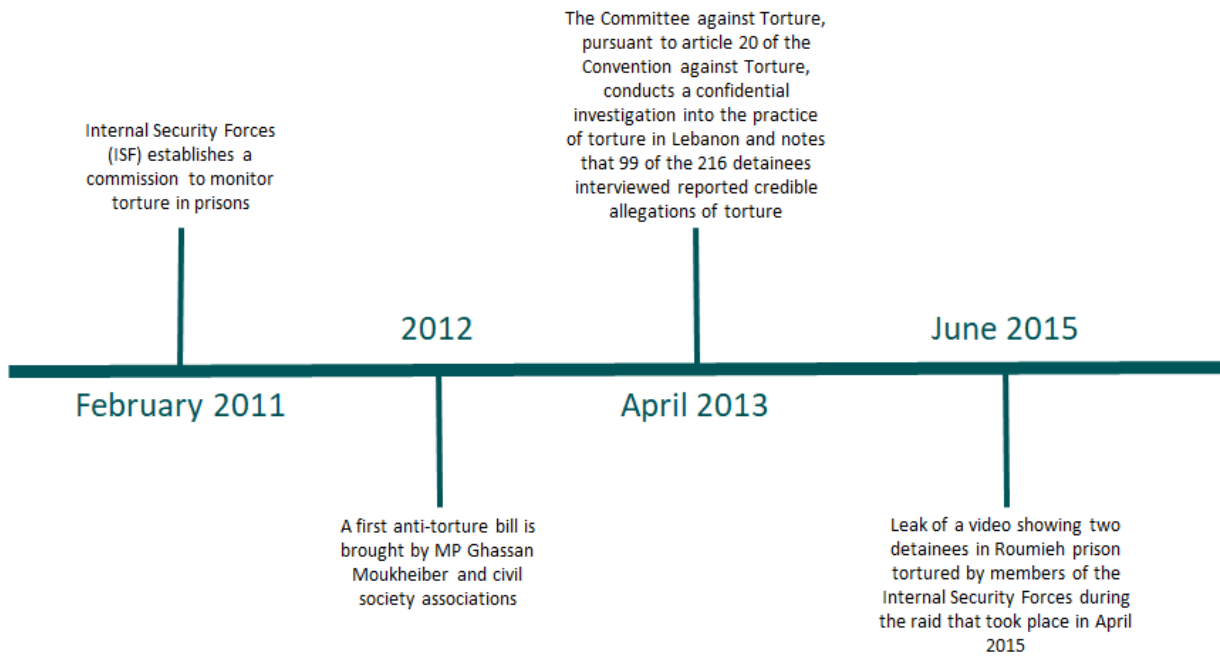 Internal Security Forces
(ISF) establishes a
commission to monitor
torture in prisons
February 2011
2012
A first anti-torture bill is
brought by MP Ghassan
Moukheiber and civil
society associations
The Committee against Torture,
pursuant to article 20 of the
Convention against Torture,
conducts a confidential
investigation into the practice
of torture in Lebanon and notes
that 99 of the 216 detainees
interviewed reported credible
allegations of torture
April 2013
June 2015
Leak of a video showing two
detainees in Roumieh prison
tortured by members of the
Internal Security Forces during
the raid that took place in April
2015